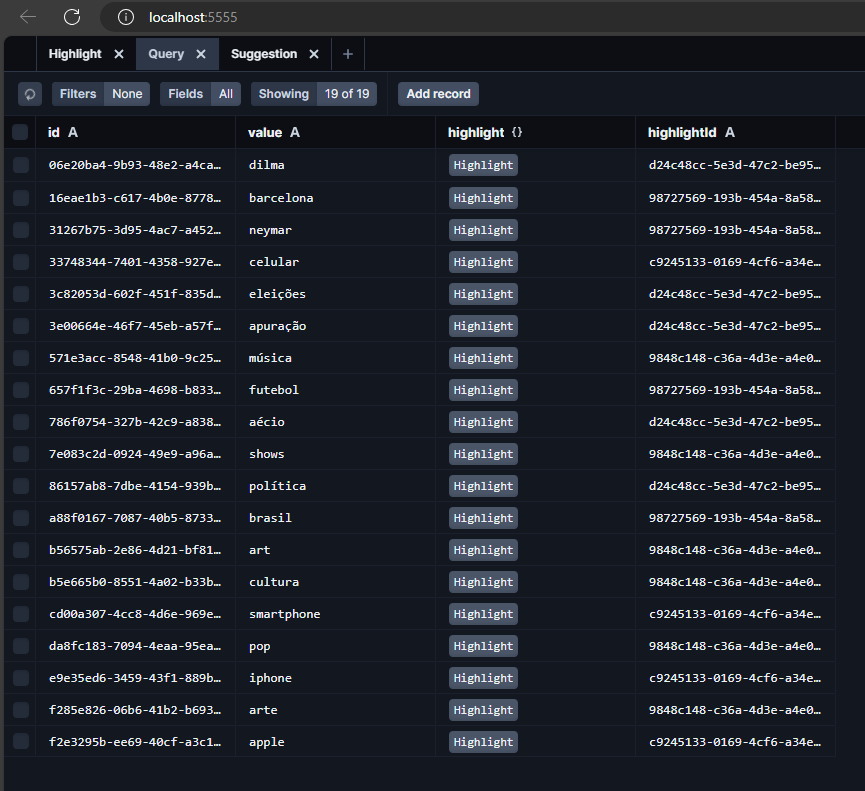 localhost:5555
Highlight Query Suggestion
Filters None Fields All Showing 19 of 19 Add record
id A value A highlight {} highlightId A
06e20ba4-9b93-48e2-a4ca… dilma Highlight d24c48cc-5e3d-47c2-be95…
16eae1b3-c617-4b0e-8778… barcelona Highlight 98727569-193b-454a-8a58…
31267b75-3d95-4ac7-a452… neymar Highlight 98727569-193b-454a-8a58…
33748344-7401-4358-927e… celular Highlight c9245133-0169-4cf6-a34e…
3c82053d-602f-451f-835d… eleições Highlight d24c48cc-5e3d-47c2-be95…
3e00664e-46f7-45eb-a57f… apuração Highlight d24c48cc-5e3d-47c2-be95…
571e3acc-8548-41b0-9c25… música Highlight 9848c148-c36a-4d3e-a4e0…
657f1f3c-29ba-4698-b833… futebol Highlight 98727569-193b-454a-8a58…
786f0754-327b-42c9-a838… aécio Highlight d24c48cc-5e3d-47c2-be95…
7e083c2d-0924-49e9-a96a… shows Highlight 9848c148-c36a-4d3e-a4e0…
86157ab8-7dbe-4154-939b… política Highlight d24c48cc-5e3d-47c2-be95…
a88f0167-7087-40b5-8733… brasil Highlight 98727569-193b-454a-8a58…
b56575ab-2e86-4d21-bf81… art Highlight 9848c148-c36a-4d3e-a4e0…
b5e665b0-8551-4a02-b33b… cultura Highlight 9848c148-c36a-4d3e-a4e0…
cd00a307-4cc8-4d6e-969e… smartphone Highlight c9245133-0169-4cf6-a34e…
da8fc183-7094-4eaa-95ea… pop Highlight 9848c148-c36a-4d3e-a4e0…
e9e35ed6-3459-43f1-889b… iphone Highlight c9245133-0169-4cf6-a34e…
f285e826-06b6-41b2-b693… arte Highlight 9848c148-c36a-4d3e-a4e0…
f2e3295b-ee69-40cf-a3c1… apple Highlight c9245133-0169-4cf6-a34e…